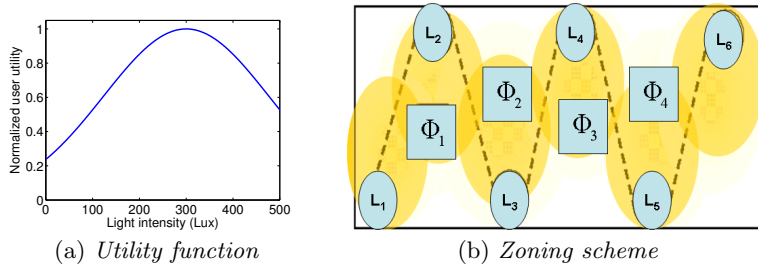 1
0.8
0.6
0.4
0.2
0
0 100 200 300 400 500
Normalized user utility
Light intensity (Lux)
(a) Utility function
L2 L4 L6
Φ1 Φ2 Φ3 Φ4
L1 L3 L5
(b) Zoning scheme